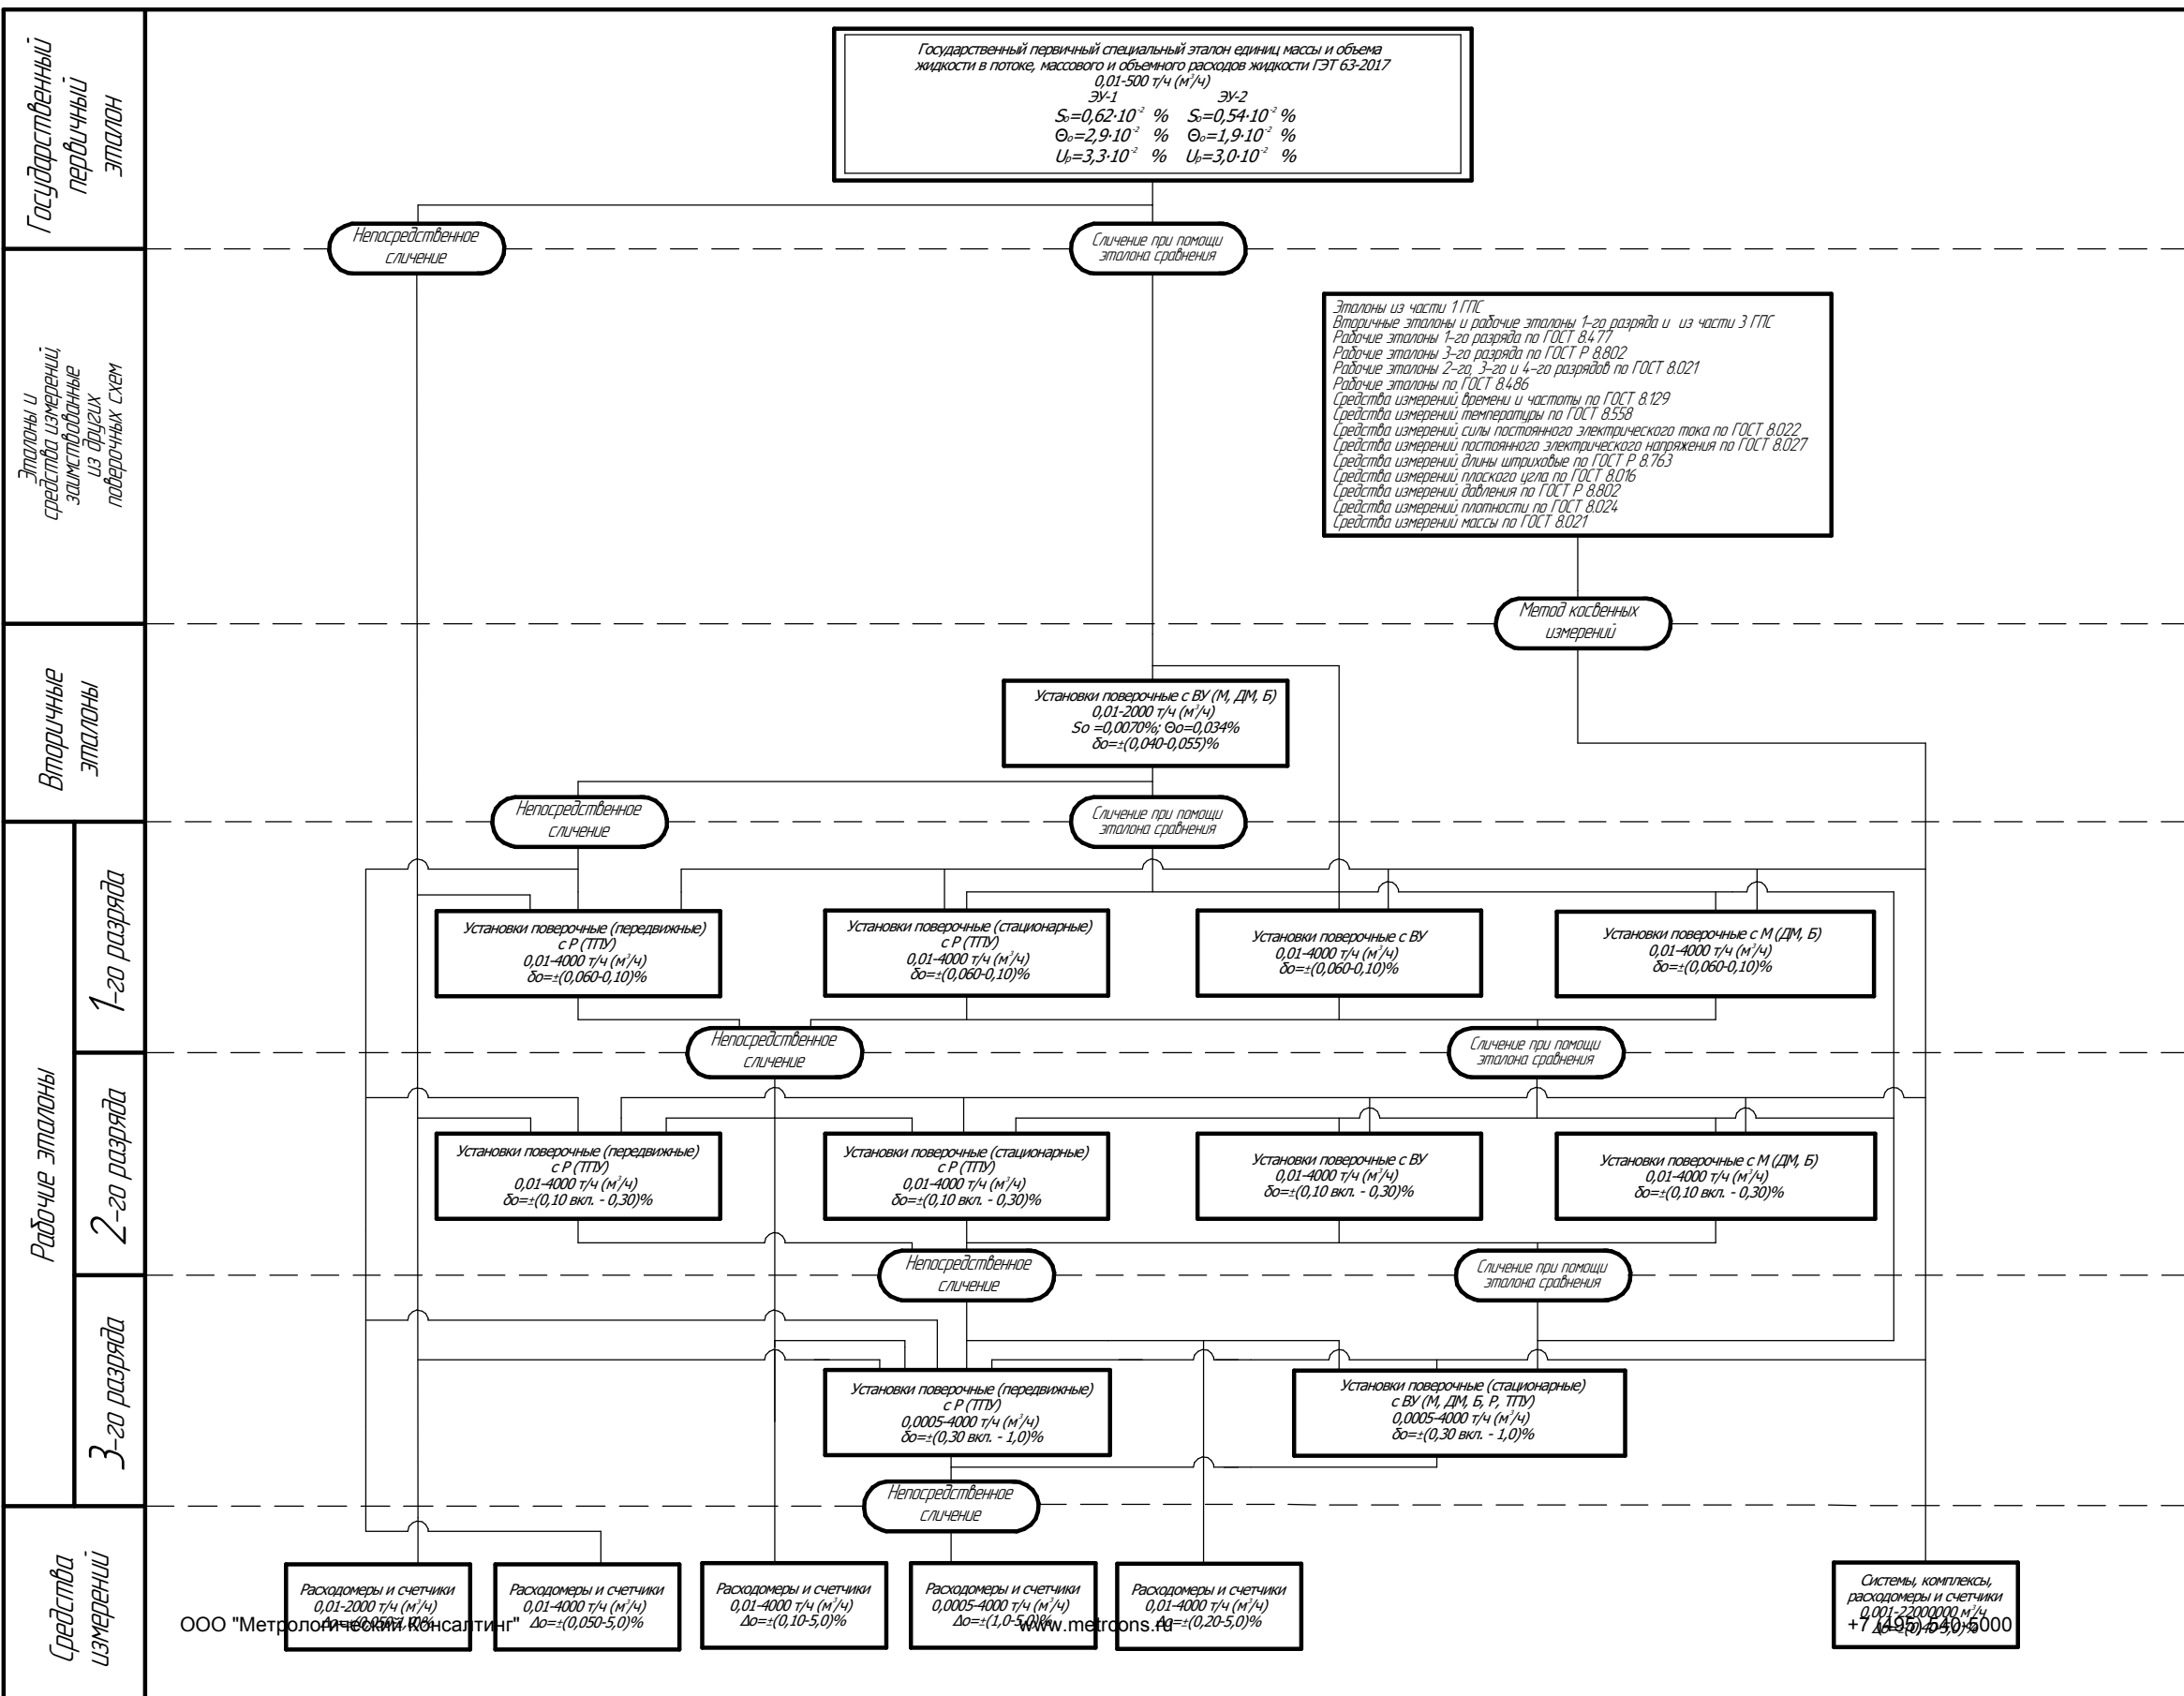 Государственный
первичный
эталон
Государственный первичный специальный эталон единиц массы и объема
жидкости в потоке, массового и объемного расходов жидкости ГЭТ 63-2017
0,01-500 т/ч (м³/ч)
ЭУ-1 ЭУ-2
S₀=0,62·10⁻² % S₀=0,54·10⁻² %
Θ₀=2,9·10⁻² % Θ₀=1,9·10⁻² %
Uₚ=3,3·10⁻² % Uₚ=3,0·10⁻² %
Непосредственное
сличение
Сличение при помощи
эталона сравнения
Эталоны и
средства измерений,
заимствованные
из других
поверочных схем
Эталоны из части 1 ГПС
Вторичные эталоны и рабочие эталоны 1-го разряда и из части 3 ГПС
Рабочие эталоны 1-го разряда по ГОСТ 8.477
Рабочие эталоны 3-го разряда по ГОСТ Р 8.802
Рабочие эталоны 2-го, 3-го и 4-го разрядов по ГОСТ 8.021
Рабочие эталоны по ГОСТ 8.486
Средства измерений времени и частоты по ГОСТ 8.129
Средства измерений температуры по ГОСТ 8.558
Средства измерений силы постоянного электрического тока по ГОСТ 8.022
Средства измерений постоянного электрического напряжения по ГОСТ 8.027
Средства измерений длины штриховые по ГОСТ Р 8.763
Средства измерений плоского угла по ГОСТ 8.016
Средства измерений давления по ГОСТ Р 8.802
Средства измерений плотности по ГОСТ 8.024
Средства измерений массы по ГОСТ 8.021
Метод косвенных
измерений
Вторичные
эталоны
Установки поверочные с ВУ (М, ДМ, Б)
0,01-2000 т/ч (м³/ч)
So =0,0070%; Θo=0,034%
δo=±(0,040-0,055)%
Непосредственное
сличение
Сличение при помощи
эталона сравнения
Рабочие эталоны
1-го разряда
Установки поверочные (передвижные)
с Р (ТПУ)
0,01-4000 т/ч (м³/ч)
δo=±(0,060-0,10)%
Установки поверочные (стационарные)
с Р (ТПУ)
0,01-4000 т/ч (м³/ч)
δo=±(0,060-0,10)%
Установки поверочные с ВУ
0,01-4000 т/ч (м³/ч)
δo=±(0,060-0,10)%
Установки поверочные с М (ДМ, Б)
0,01-4000 т/ч (м³/ч)
δo=±(0,060-0,10)%
Непосредственное
сличение
Сличение при помощи
эталона сравнения
2-го разряда
Установки поверочные (передвижные)
с Р (ТПУ)
0,01-4000 т/ч (м³/ч)
δo=±(0,10 вкл. - 0,30)%
Установки поверочные (стационарные)
с Р (ТПУ)
0,01-4000 т/ч (м³/ч)
δo=±(0,10 вкл. - 0,30)%
Установки поверочные с ВУ
0,01-4000 т/ч (м³/ч)
δo=±(0,10 вкл. - 0,30)%
Установки поверочные с М (ДМ, Б)
0,01-4000 т/ч (м³/ч)
δo=±(0,10 вкл. - 0,30)%
Непосредственное
сличение
Сличение при помощи
эталона сравнения
3-го разряда
Установки поверочные (передвижные)
с Р (ТПУ)
0,0005-4000 т/ч (м³/ч)
δo=±(0,30 вкл. - 1,0)%
Установки поверочные (стационарные)
с ВУ (М, ДМ, Б, Р, ТПУ)
0,0005-4000 т/ч (м³/ч)
δo=±(0,30 вкл. - 1,0)%
Непосредственное
сличение
Средства
измерений
Расходомеры и счетчики
0,01-2000 т/ч (м³/ч)
Расходомеры и счетчики
0,01-4000 т/ч (м³/ч)
Δo=±(0,050-5,0)%
Расходомеры и счетчики
0,01-4000 т/ч (м³/ч)
Δo=±(0,10-5,0)%
Расходомеры и счетчики
0,0005-4000 т/ч (м³/ч)
Δo=±(1,0-5,0)%
Расходомеры и счетчики
0,01-4000 т/ч (м³/ч)
Δo=±(0,20-5,0)%
Системы, комплексы,
расходомеры и счетчики
0,001-22000000 м³/ч
ООО "Метрологический Консалтинг" www.metrcons.ru +7 (495) 540-5000